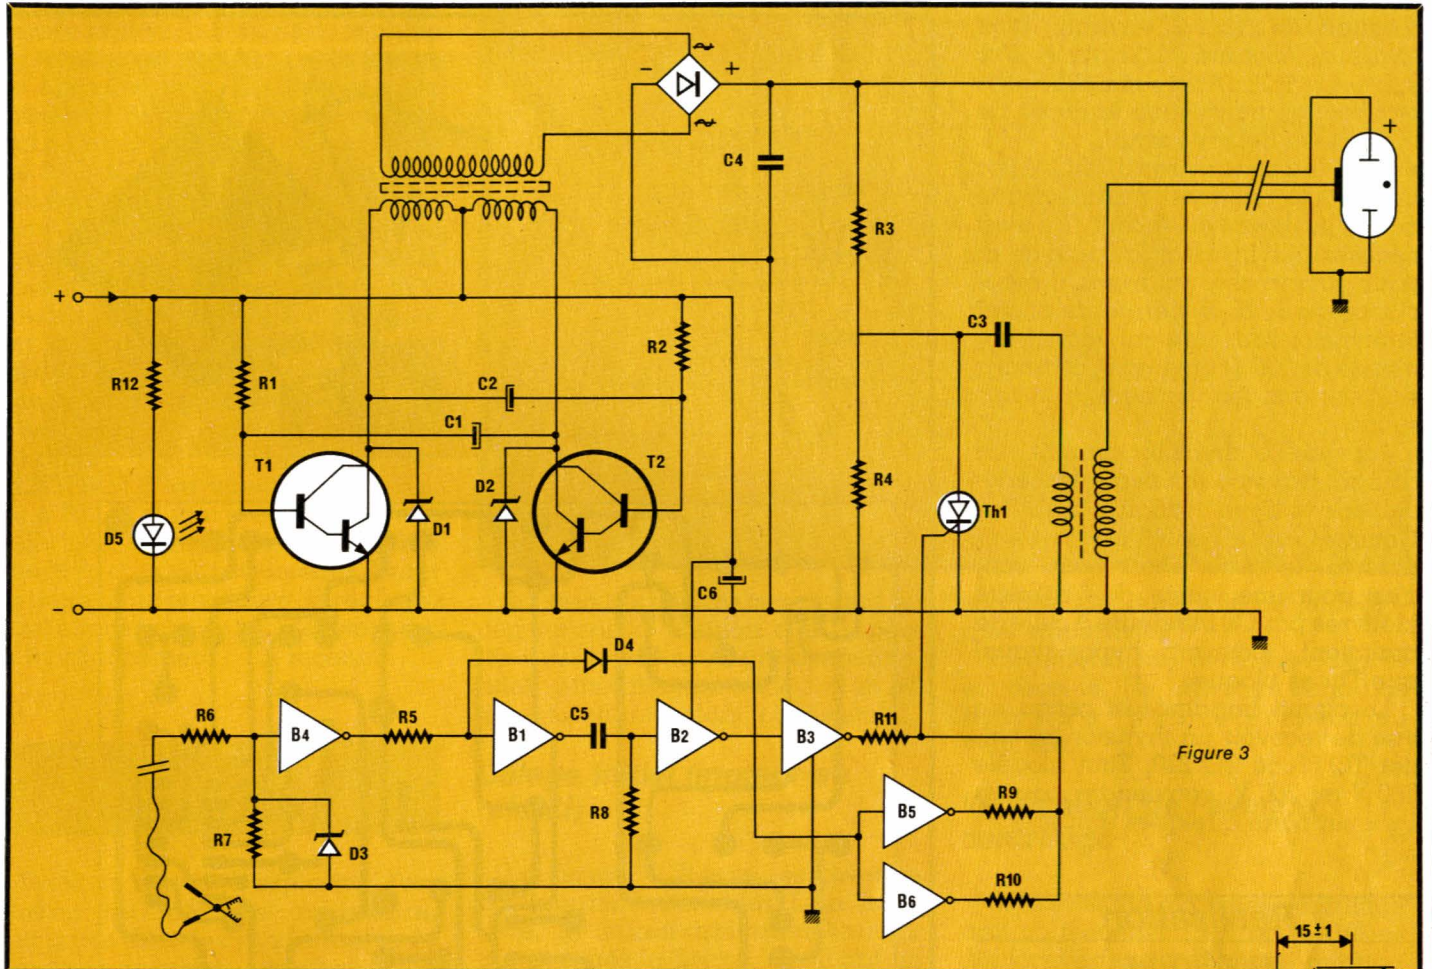 ∼
− +
∼
+
C4
R3
+
R12
R1
R2
C3
C2
C1
T1
T2
D5
D1
D2
R4
Th1
C6
−
D4
R6
B4
R5
B1
C5
B2
B3
R11
Figure 3
R7
D3
R8
B5
R9
B6
R10
15±1